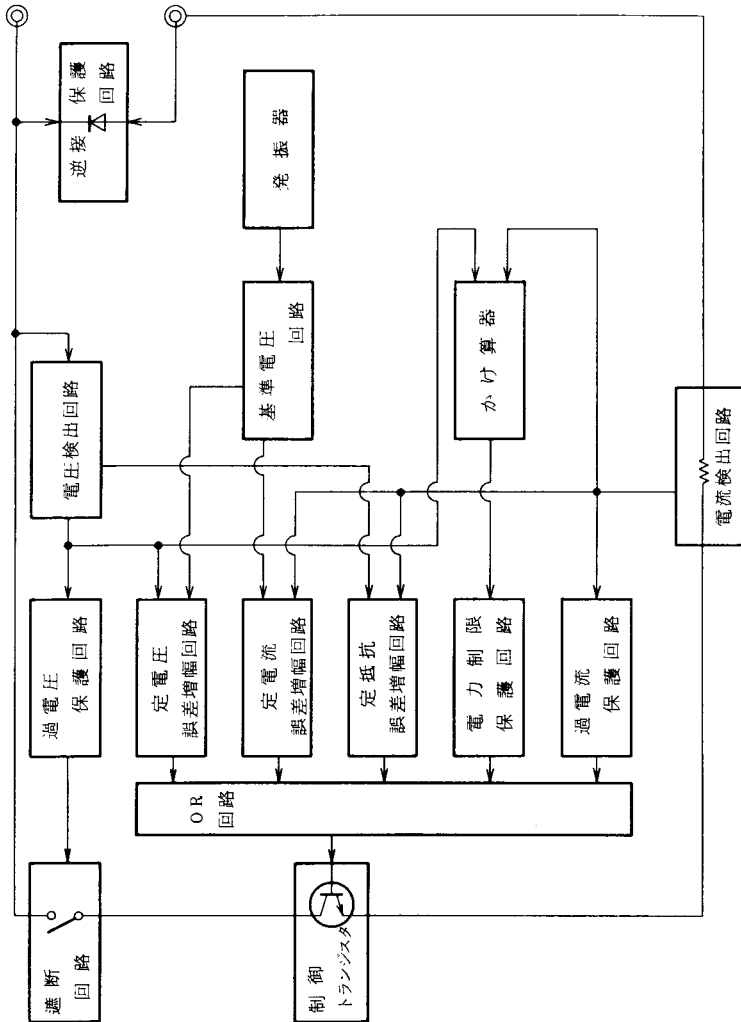 逆接
保護
回路
発振器
電圧検出回路
基準電圧
回路
かけ算器
電流検出回路
過電圧
保護回路
定電圧
誤差増幅回路
定電流
誤差増幅回路
定抵抗
誤差増幅回路
電力制限
保護回路
過電流
保護回路
OR
回路
遮断
回路
制御
トランジスタ